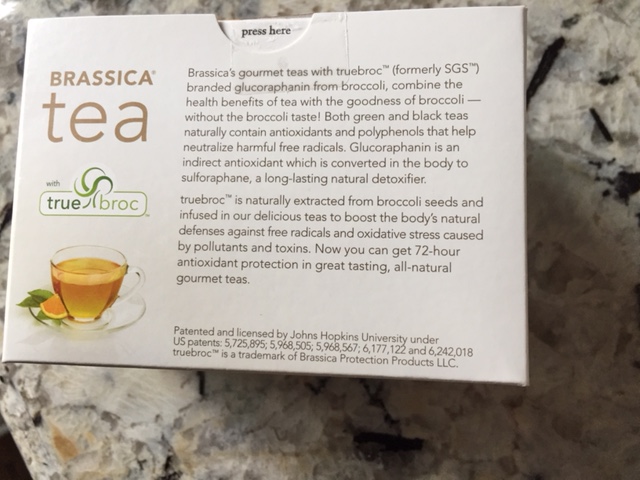 press here
BRASSICA®
tea
with
true broc™
Brassica's gourmet teas with truebroc™ (formerly SGS™)
branded glucoraphanin from broccoli, combine the
health benefits of tea with the goodness of broccoli —
without the broccoli taste! Both green and black teas
naturally contain antioxidants and polyphenols that help
neutralize harmful free radicals. Glucoraphanin is an
indirect antioxidant which is converted in the body to
sulforaphane, a long-lasting natural detoxifier.
truebroc™ is naturally extracted from broccoli seeds and
infused in our delicious teas to boost the body's natural
defenses against free radicals and oxidative stress caused
by pollutants and toxins. Now you can get 72-hour
antioxidant protection in great tasting, all-natural
gourmet teas.
Patented and licensed by Johns Hopkins University under
US patents: 5,725,895; 5,968,505; 5,968,567; 6,177,122 and 6,242,018
truebroc™ is a trademark of Brassica Protection Products LLC.